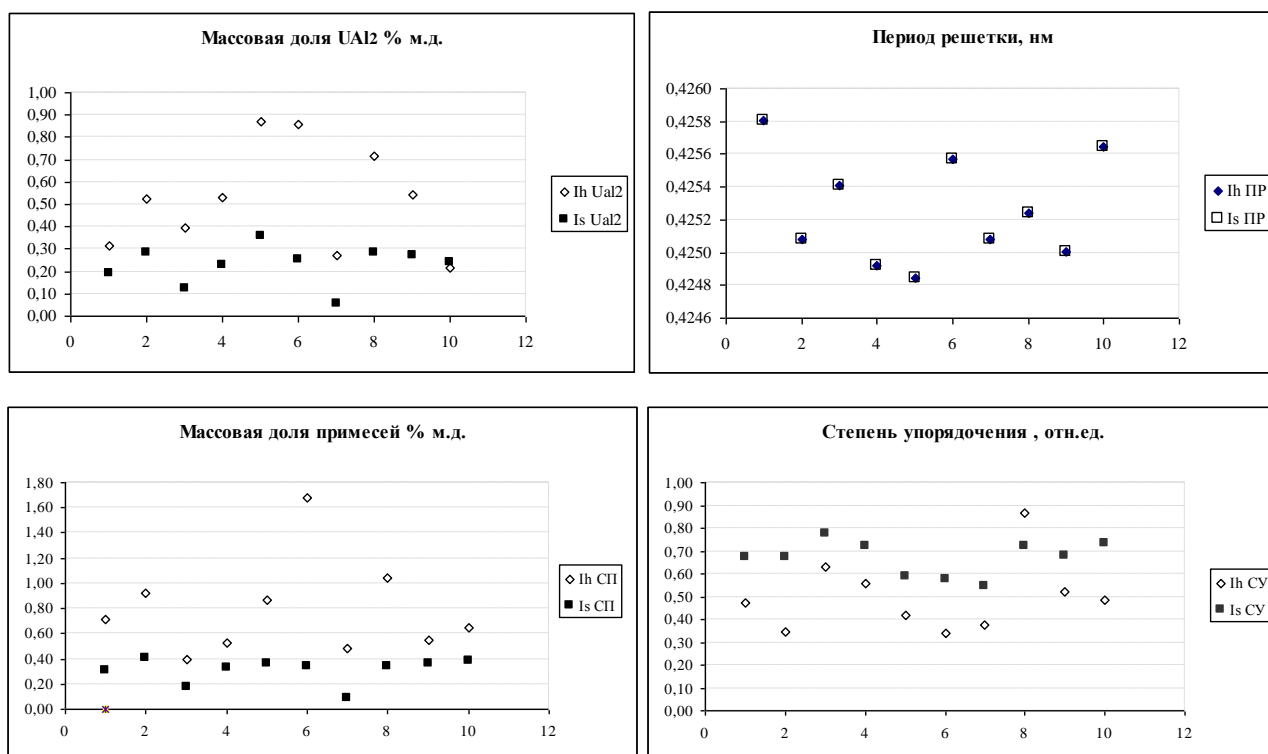 Массовая доля UAl2 % м.д.
1,00
0,90
0,80
0,70
0,60
0,50
0,40
0,30
0,20
0,10
0,00
0 2 4 6 8 10 12
Ih Ual2
Is Ual2
Период решетки, нм
0,4260
0,4258
0,4256
0,4254
0,4252
0,4250
0,4248
0,4246
0 2 4 6 8 10 12
Ih ПР
Is ПР
Массовая доля примесей % м.д.
1,80
1,60
1,40
1,20
1,00
0,80
0,60
0,40
0,20
0,00
0 2 4 6 8 10 12
Ih СП
Is СП
Степень упорядочения , отн.ед.
1,00
0,90
0,80
0,70
0,60
0,50
0,40
0,30
0,20
0,10
0,00
0 2 4 6 8 10 12
Ih СУ
Is СУ